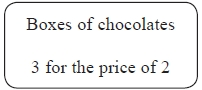 Boxes of chocolates
3 for the price of 2